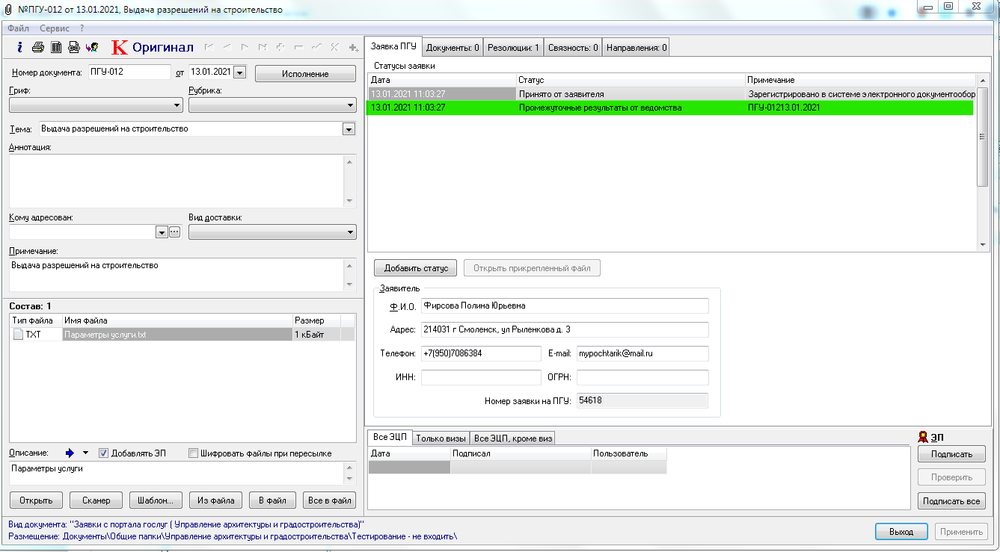 №ПГУ-012 от 13.01.2021, Выдача разрешений на строительство
Файл Сервис ?
К Оригинал
Номер документа: ПГУ-012 от 13.01.2021 Исполнение
Гриф: Рубрика:
Тема: Выдача разрешений на строительство
Аннотация:
Кому адресован: Вид доставки:
Примечание:
Выдача разрешений на строительство
Состав: 1
Тип файла Имя файла Размер
TXT Параметры услуги.txt 1 кБайт
Описание: Добавлять ЭП Шифровать файлы при пересылке
Параметры услуги
Открыть Сканер Шаблон... Из файла В файл Все в файл
Заявка ПГУ Документы: 0 Резолюции: 1 Связность: 0 Направления: 0
Статусы заявки
Дата Статус Примечание
13.01.2021 11:03:27 Принято от заявителя Зарегистрировано в системе электронного документообор
13.01.2021 11:03:27 Промежуточные результаты от ведомства ПГУ-01213.01.2021
Добавить статус Открыть прикрепленный файл
Заявитель
Ф.И.О. Фирсова Полина Юрьевна
Адрес: 214031 г Смоленск, ул Рыленкова д. 3
Телефон: +7(950)7086384 E-mail: mypochtarik@mail.ru
ИНН: ОГРН:
Номер заявки на ПГУ: 54618
Все ЭЦП Только визы Все ЭЦП, кроме виз
Дата Подписал Пользователь
ЭП
Подписать
Проверить
Подписать все
Вид документа: "Заявки с портала гослуг ( Управление архитектуры и градостроительства)"
Размещение: Документы\Общие папки\Управление архитектуры и градостроительства\Тестирование - не входить\
Выход Применить